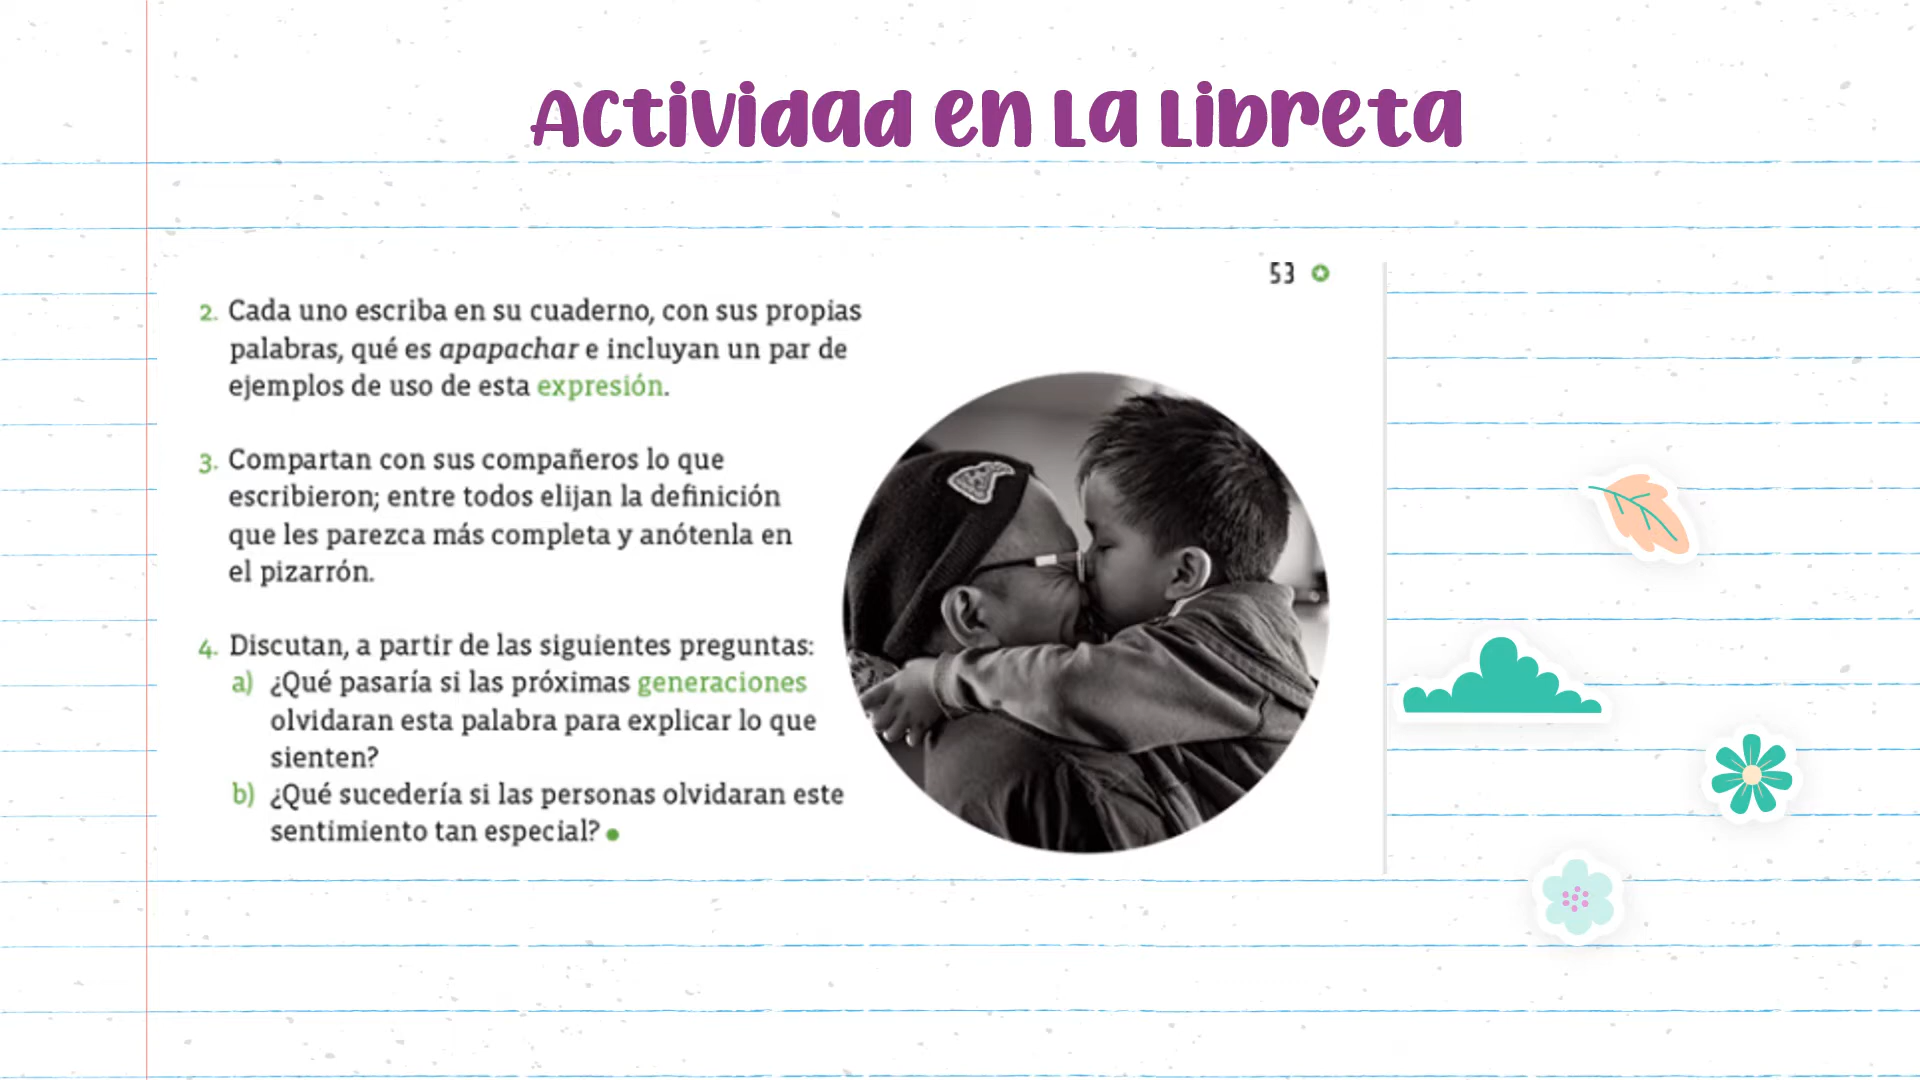 Actividad en la libreta
53
2. Cada uno escriba en su cuaderno, con sus propias
palabras, qué es apapachar e incluyan un par de
ejemplos de uso de esta expresión.
3. Compartan con sus compañeros lo que
escribieron; entre todos elijan la definición
que les parezca más completa y anótenla en
el pizarrón.
4. Discutan, a partir de las siguientes preguntas:
a) ¿Qué pasaría si las próximas generaciones
olvidaran esta palabra para explicar lo que
sienten?
b) ¿Qué sucedería si las personas olvidaran este
sentimiento tan especial?